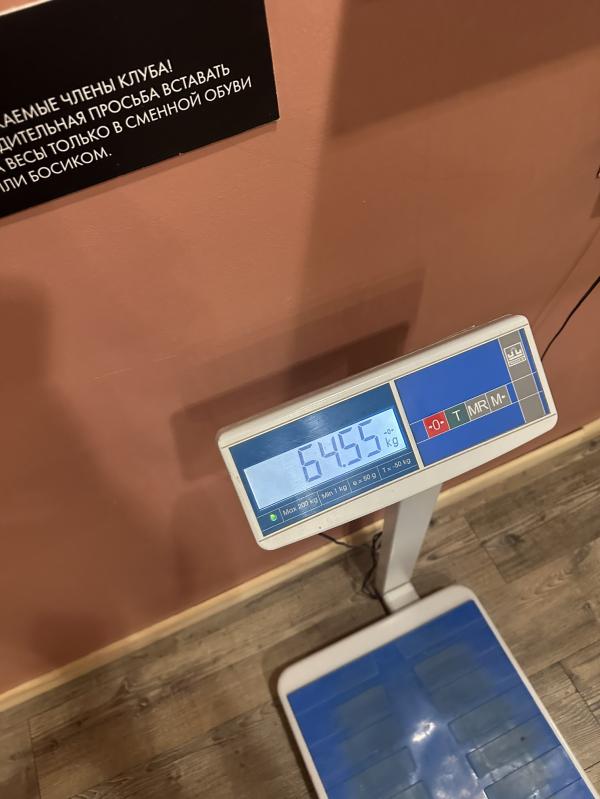 АЕМЫЕ ЧЛЕНЫ КЛУБА!
ДИТЕЛЬНАЯ ПРОСЬБА ВСТАВАТЬ
А ВЕСЫ ТОЛЬКО В СМЕННОЙ ОБУВИ
ЛИ БОСИКОМ.
64.55 -0- kg
Max 200 kg Min 1 kg e = 50 g T = -50 kg
-0- T MR M+